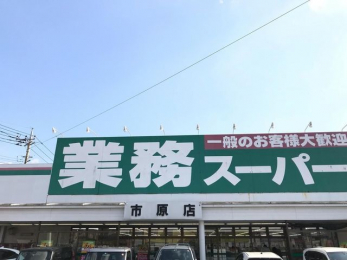 一般のお客様大歓迎
業務スーパー
市原店